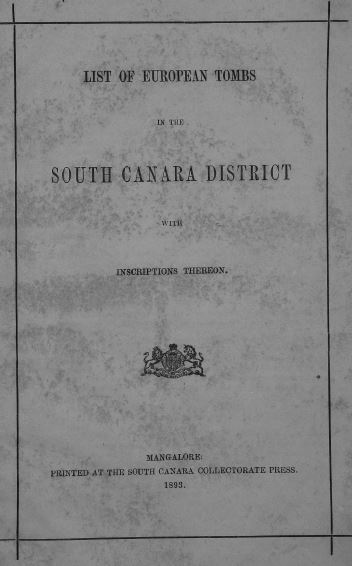 LIST OF EUROPEAN TOMBS
IN THE
SOUTH CANARA DISTRICT
WITH
INSCRIPTIONS THEREON.
MANGALORE:
PRINTED AT THE SOUTH CANARA COLLECTORATE PRESS.
1893.